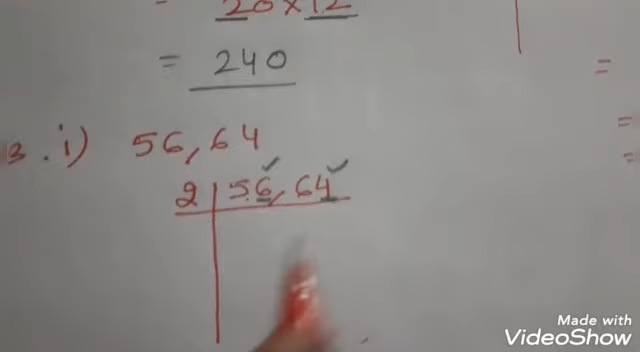 = 20 x 12
= 240
3. i) 56, 64
2 | 56, 64
=
=
=
Made with
VideoShow